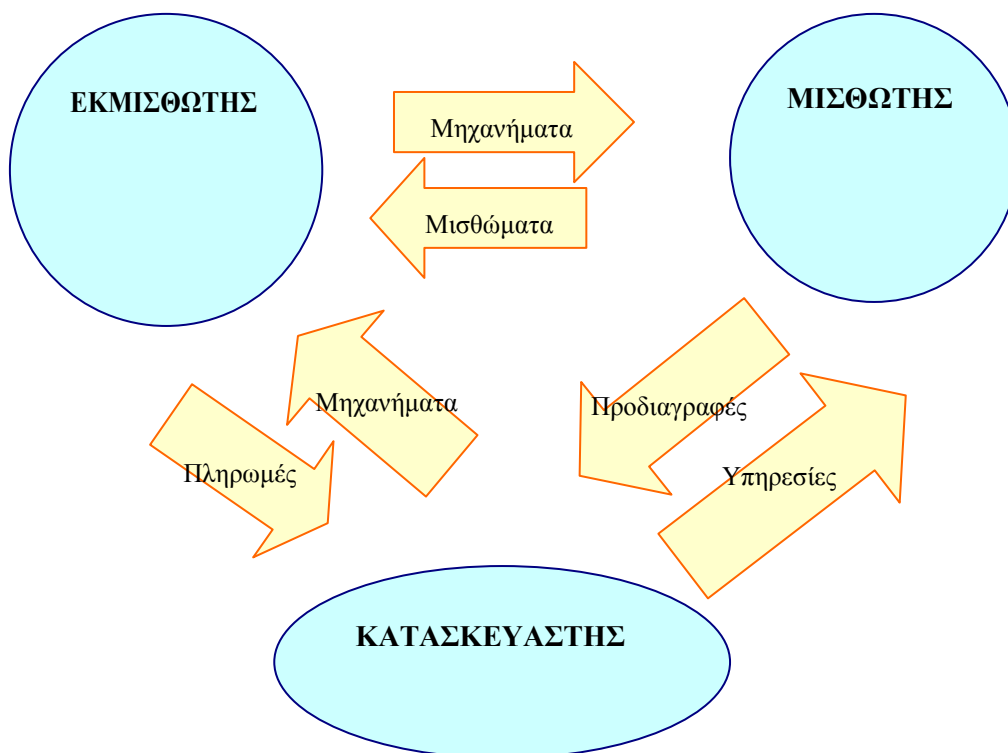 ΕΚΜΙΣΘΩΤΗΣ
ΜΙΣΘΩΤΗΣ
Μηχανήματα
Μισθώματα
Μηχανήματα
Προδιαγραφές
Πληρωμές
Υπηρεσίες
ΚΑΤΑΣΚΕΥΑΣΤΗΣ